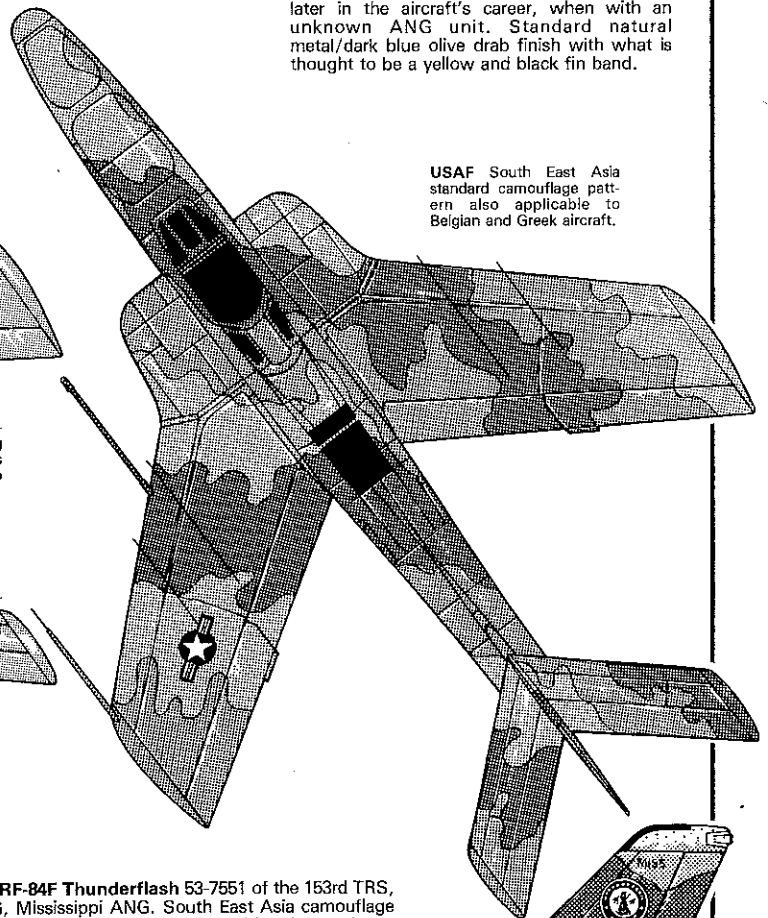 later in the aircraft's career, when with an
unknown ANG unit. Standard natural
metal/dark blue olive drab finish with what is
thought to be a yellow and black fin band.
USAF South East Asia
standard camouflage patt-
ern also applicable to
Belgian and Greek aircraft.
MISS
RF-84F Thunderflash 53-7551 of the 153rd TRS,
Mississippi ANG. South East Asia camouflage